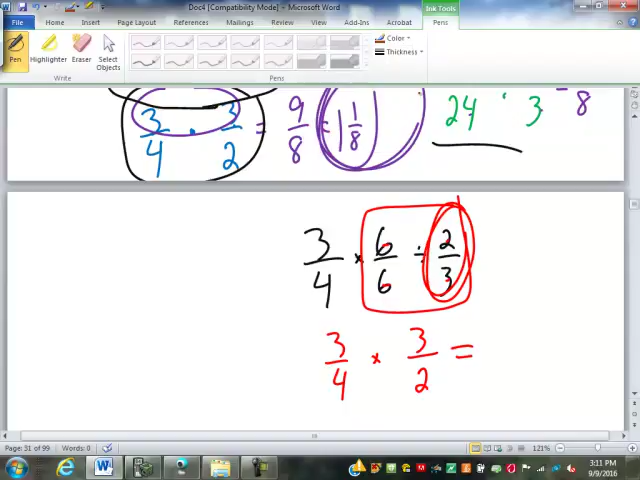 Doc4 [Compatibility Mode] - Microsoft Word
Ink Tools
File Home Insert Page Layout References Mailings Review View Add-Ins Acrobat Pens
Pen Highlighter Eraser Select Objects
Color
Thickness
Write Pens
3/4 · 3/2 = 9/8 = 1 1/8
24 3 8
3/4 × 6/6 ÷ 2/3
3/4 × 3/2 =
Page: 31 of 99 Words: 0 121%
3:11 PM
9/9/2016